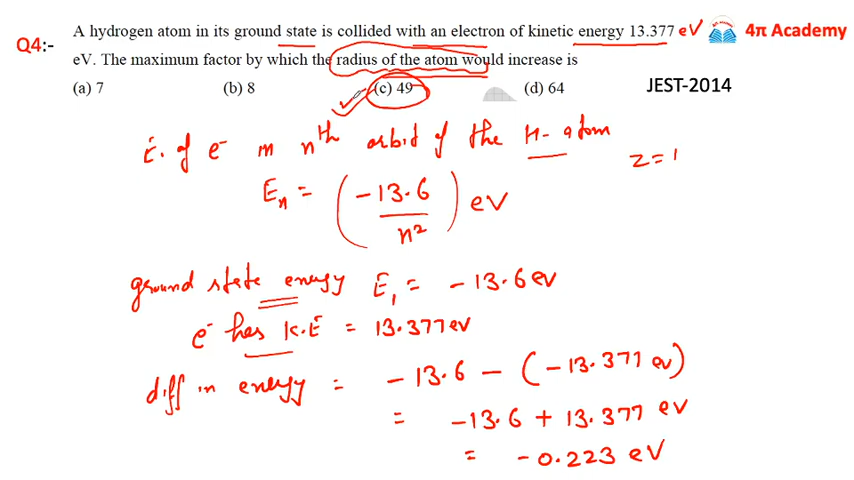 Q4:- A hydrogen atom in its ground state is collided with an electron of kinetic energy 13.377 eV 4π Academy
eV. The maximum factor by which the radius of the atom would increase is
(a) 7 (b) 8 (c) 49 (d) 64 JEST-2014
E. of e⁻ in nᵗʰ orbit of the H-atom
z=1
Eₙ = (-13.6/n²) eV
ground state energy E₁ = -13.6 eV
e⁻ has K.E = 13.377 eV
diff in energy = -13.6 - (-13.377 eV)
= -13.6 + 13.377 eV
= -0.223 eV